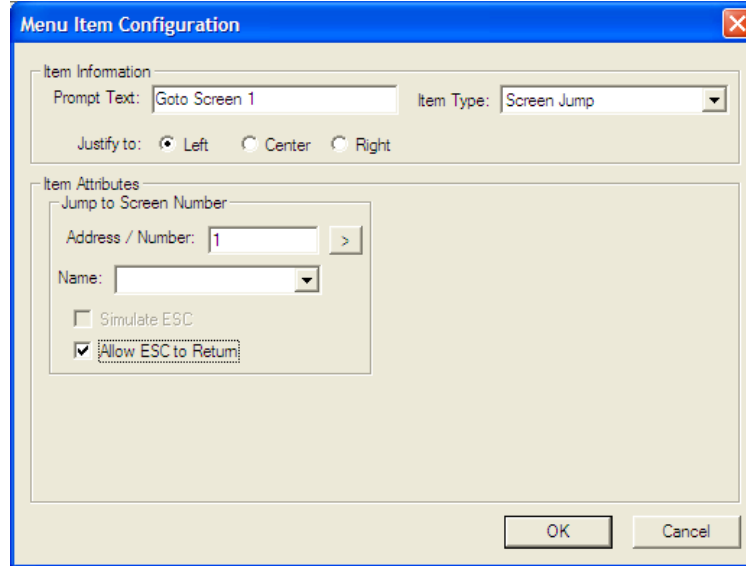 Menu Item Configuration
Item Information
Prompt Text: Goto Screen 1 Item Type: Screen Jump
Justify to: Left Center Right
Item Attributes
Jump to Screen Number
Address / Number: 1 >
Name:
Simulate ESC
Allow ESC to Return
OK Cancel